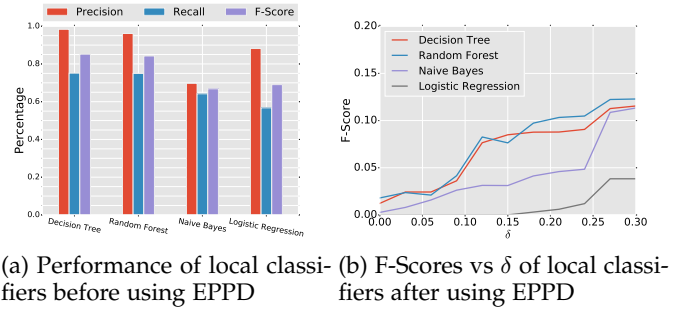 Precision Recall F-Score
1.0
0.8
0.6
0.4
0.2
0.0
Percentage
Decision Tree Random Forest Naive Bayes Logistic Regression
(a) Performance of local classi-
fiers before using EPPD
Decision Tree
Random Forest
Naive Bayes
Logistic Regression
0.20
0.15
0.10
0.05
0.00
F-Score
0.00 0.05 0.10 0.15 0.20 0.25 0.30
δ
(b) F-Scores vs δ of local classi-
fiers after using EPPD